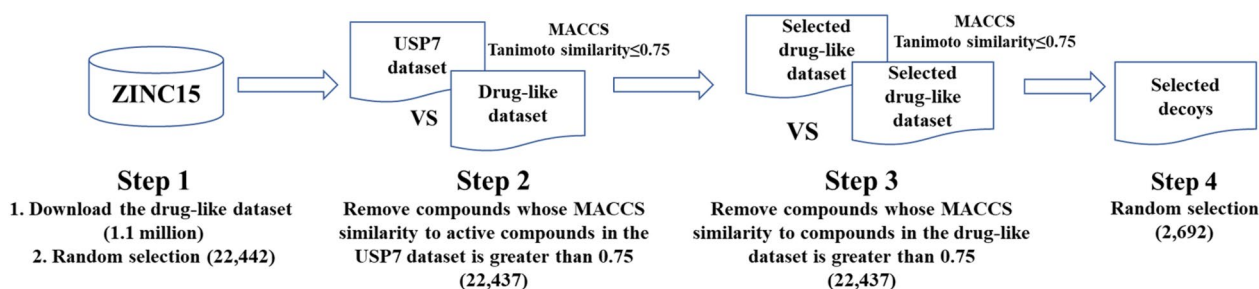 ZINC15
Step 1
1. Download the drug-like dataset
(1.1 million)
2. Random selection (22,442)
USP7
dataset
VS
Drug-like
dataset
MACCS
Tanimoto similarity≤0.75
Step 2
Remove compounds whose MACCS
similarity to active compounds in the
USP7 dataset is greater than 0.75
(22,437)
Selected
drug-like
dataset
VS
Selected
drug-like
dataset
MACCS
Tanimoto similarity≤0.75
Step 3
Remove compounds whose MACCS
similarity to compounds in the drug-like
dataset is greater than 0.75
(22,437)
Selected
decoys
Step 4
Random selection
(2,692)